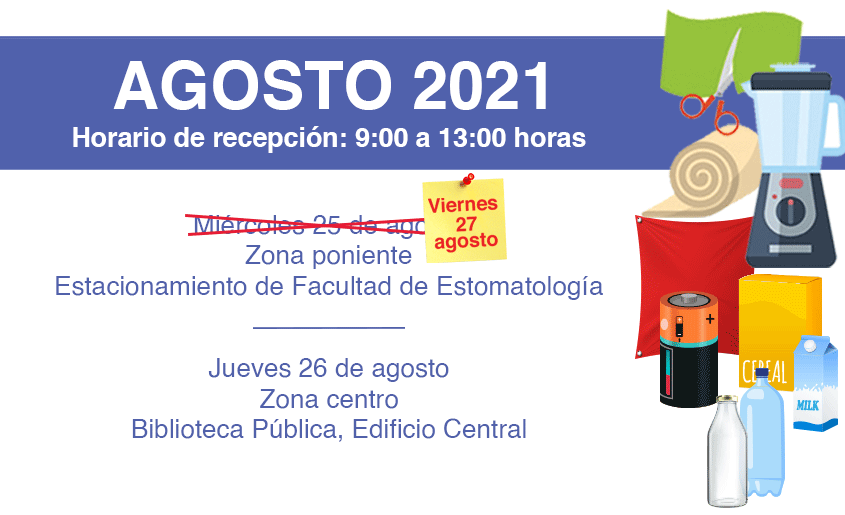 AGOSTO 2021
Horario de recepción: 9:00 a 13:00 horas
Miércoles 25 de ago
Viernes
27
agosto
Zona poniente
Estacionamiento de Facultad de Estomatología
Jueves 26 de agosto
Zona centro
Biblioteca Pública, Edificio Central
CEREAL
MILK